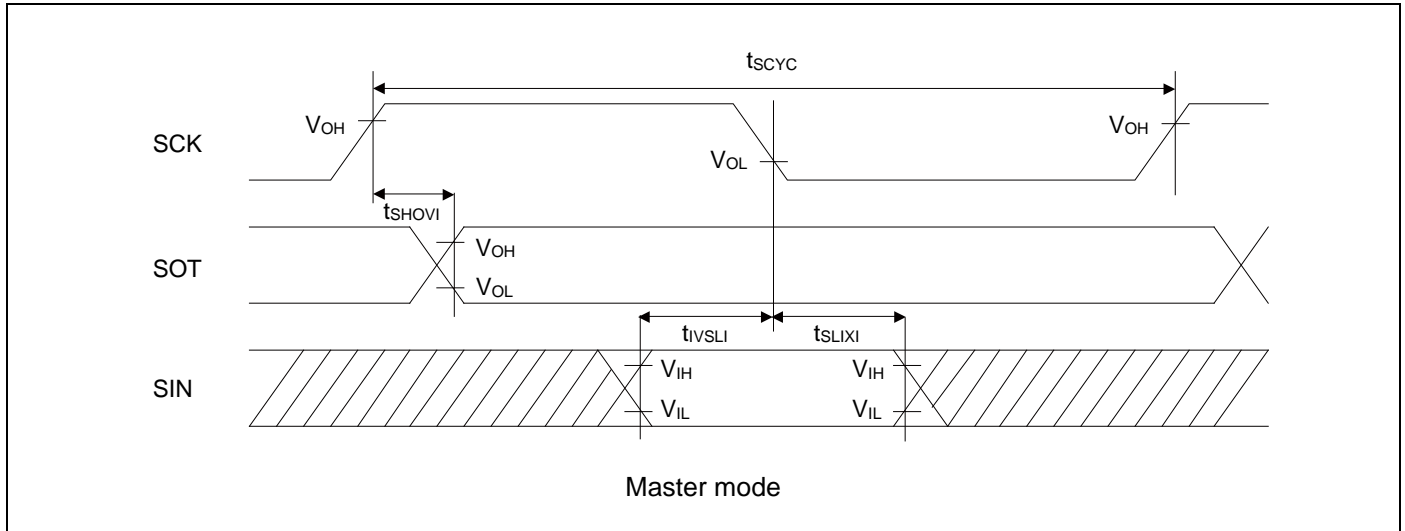 tSCYC
SCK
VOH
VOL
VOH
tSHOVI
SOT
VOH
VOL
tIVSLI
tSLIXI
SIN
VIH
VIH
VIL
VIL
Master mode